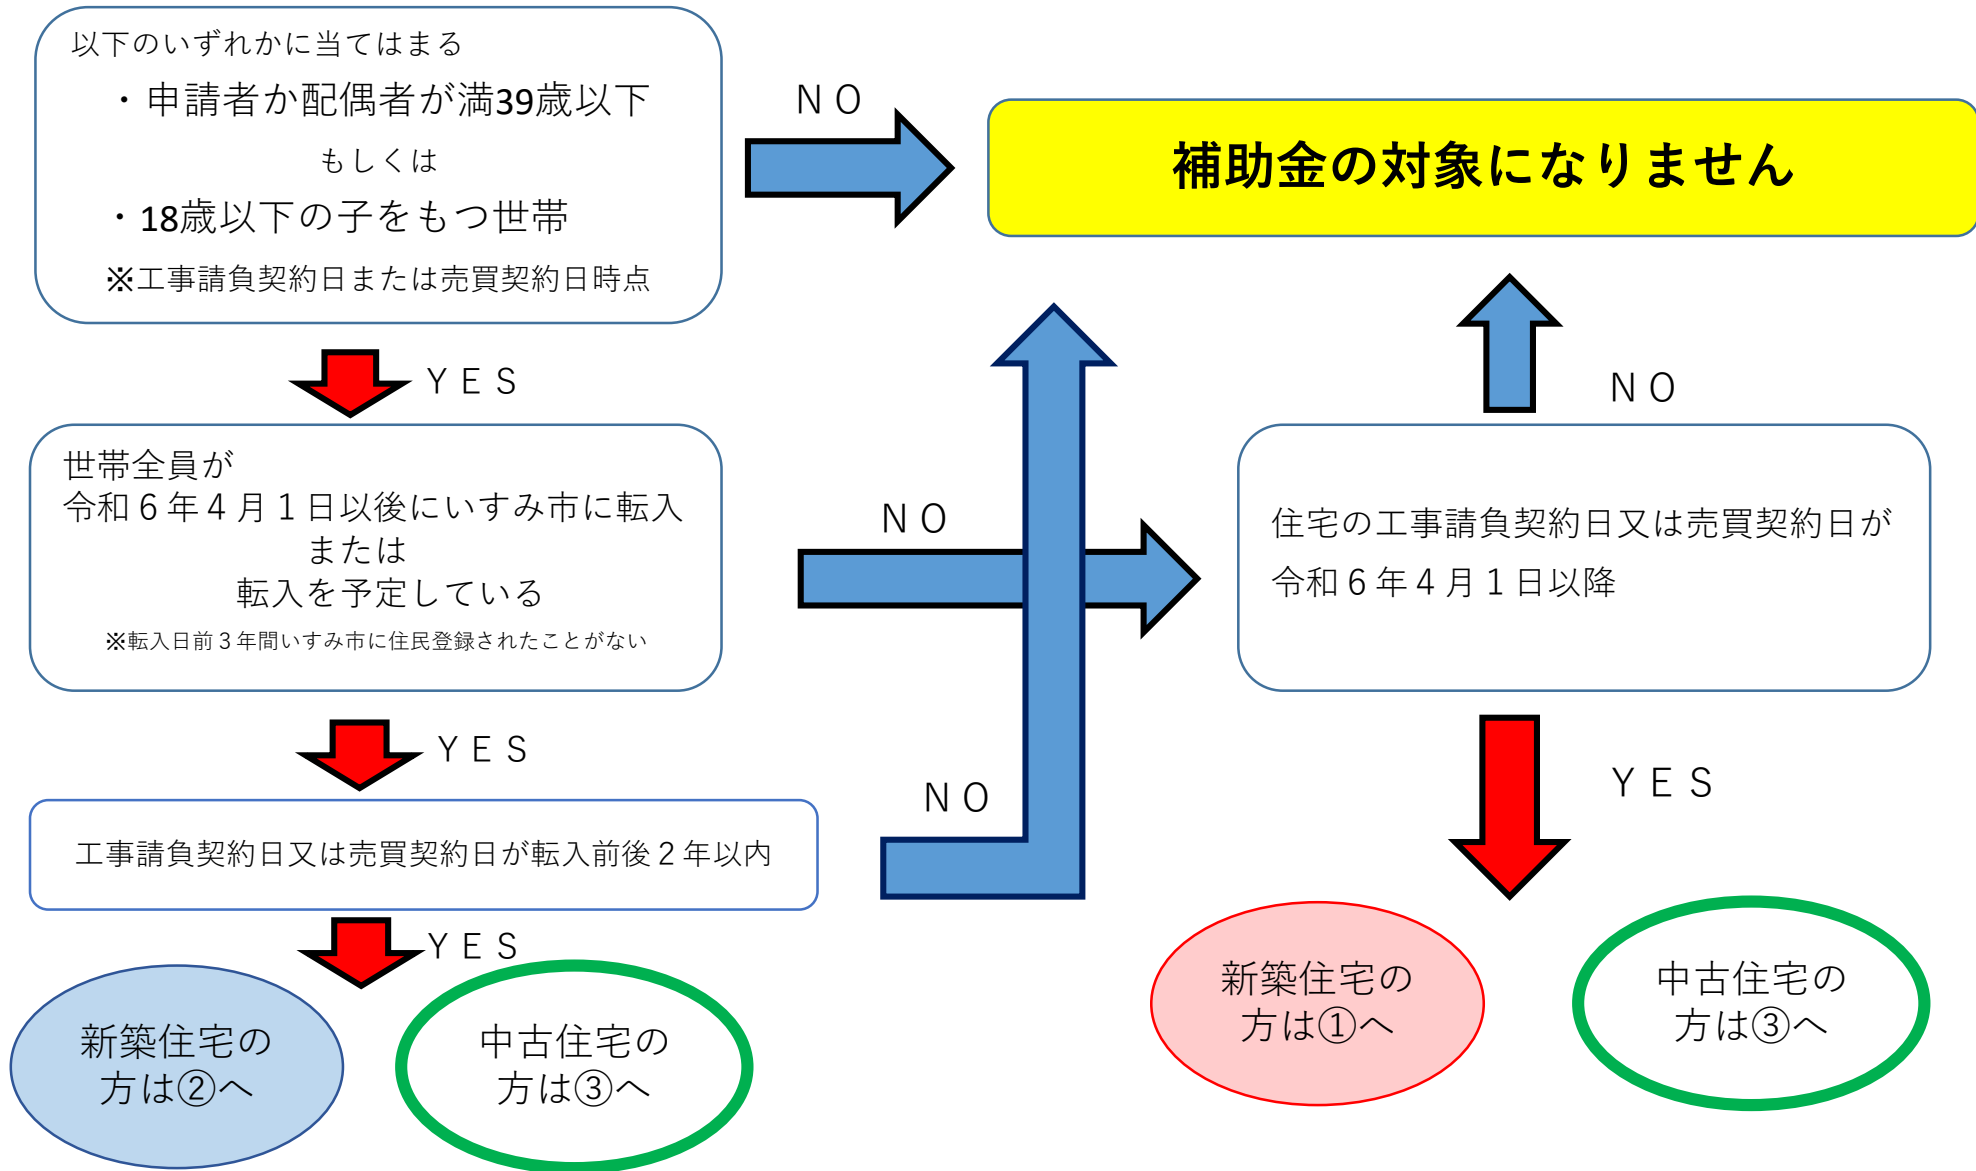 以下のいずれかに当てはまる
・申請者か配偶者が満39歳以下
もしくは
・18歳以下の子をもつ世帯
※工事請負契約日または売買契約日時点
ＮＯ
補助金の対象になりません
ＹＥＳ
世帯全員が
令和６年４月１日以後にいすみ市に転入
または
転入を予定している
※転入日前３年間いすみ市に住民登録されたことがない
ＮＯ
住宅の工事請負契約日又は売買契約日が
令和６年４月１日以降
ＮＯ
ＹＥＳ
工事請負契約日又は売買契約日が転入前後２年以内
ＮＯ
ＹＥＳ
ＹＥＳ
新築住宅の
方は②へ
中古住宅の
方は③へ
新築住宅の
方は①へ
中古住宅の
方は③へ